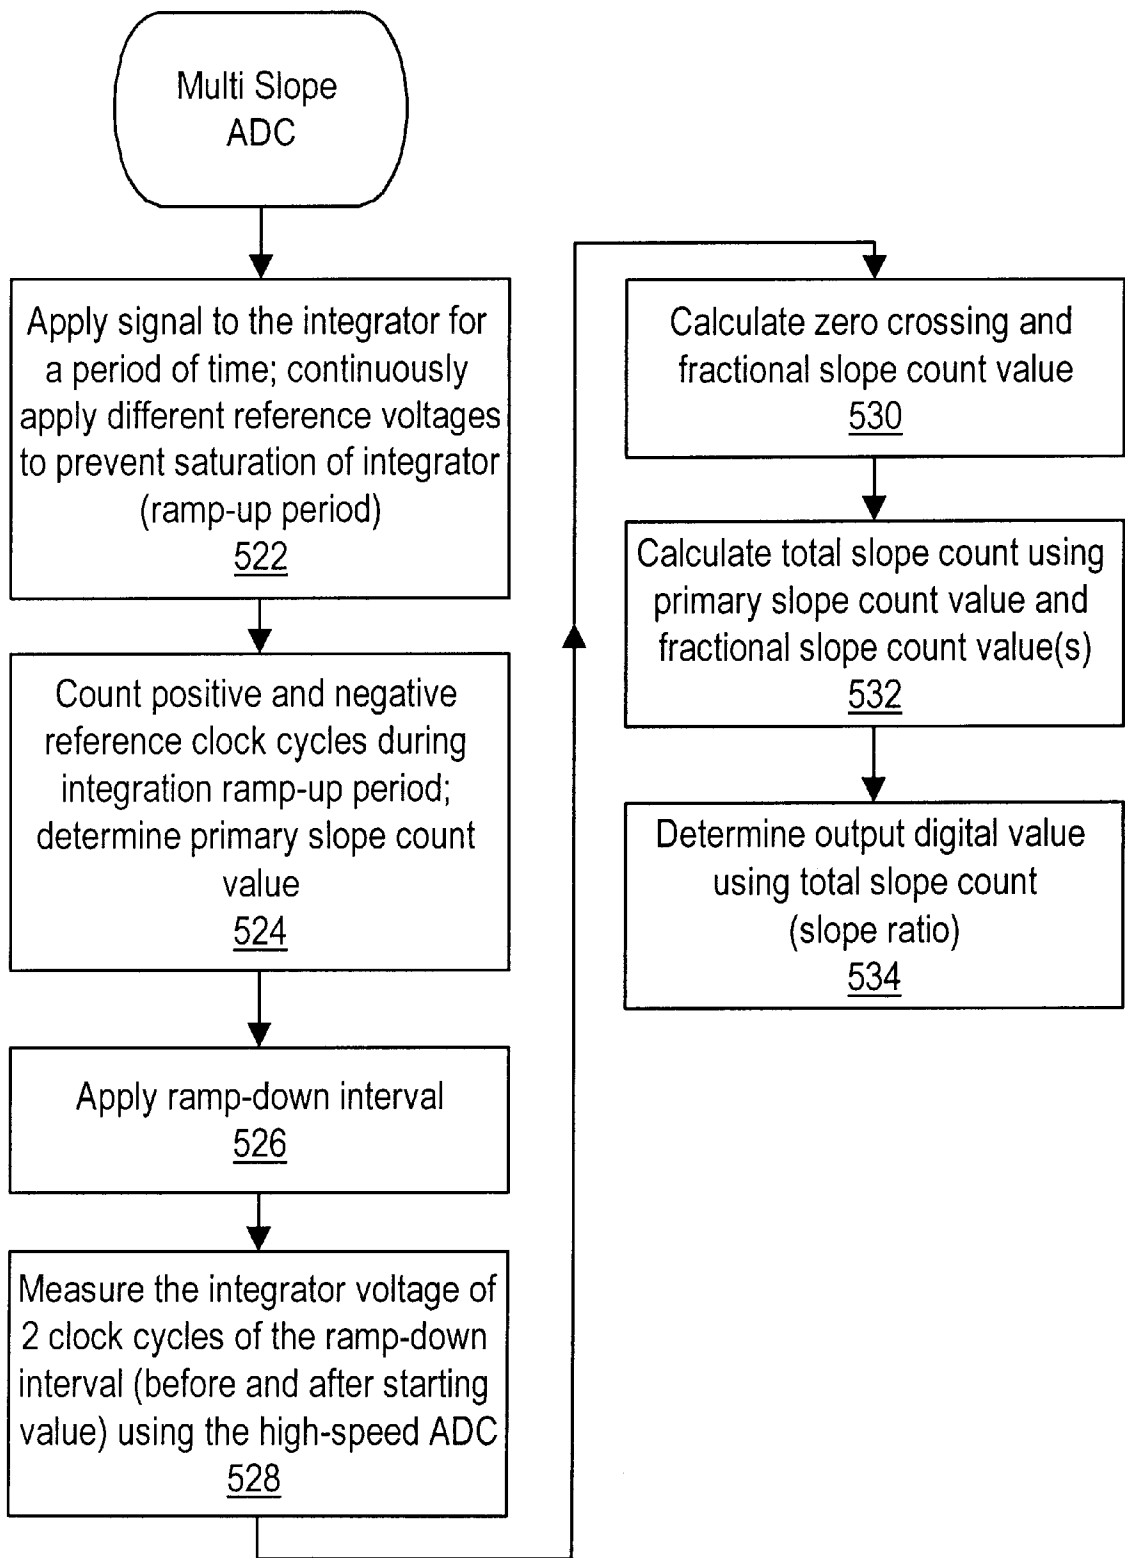 Multi Slope
ADC
Apply signal to the integrator for
a period of time; continuously
apply different reference voltages
to prevent saturation of integrator
(ramp-up period)
522
Count positive and negative
reference clock cycles during
integration ramp-up period;
determine primary slope count
value
524
Apply ramp-down interval
526
Measure the integrator voltage of
2 clock cycles of the ramp-down
interval (before and after starting
value) using the high-speed ADC
528
Calculate zero crossing and
fractional slope count value
530
Calculate total slope count using
primary slope count value and
fractional slope count value(s)
532
Determine output digital value
using total slope count
(slope ratio)
534